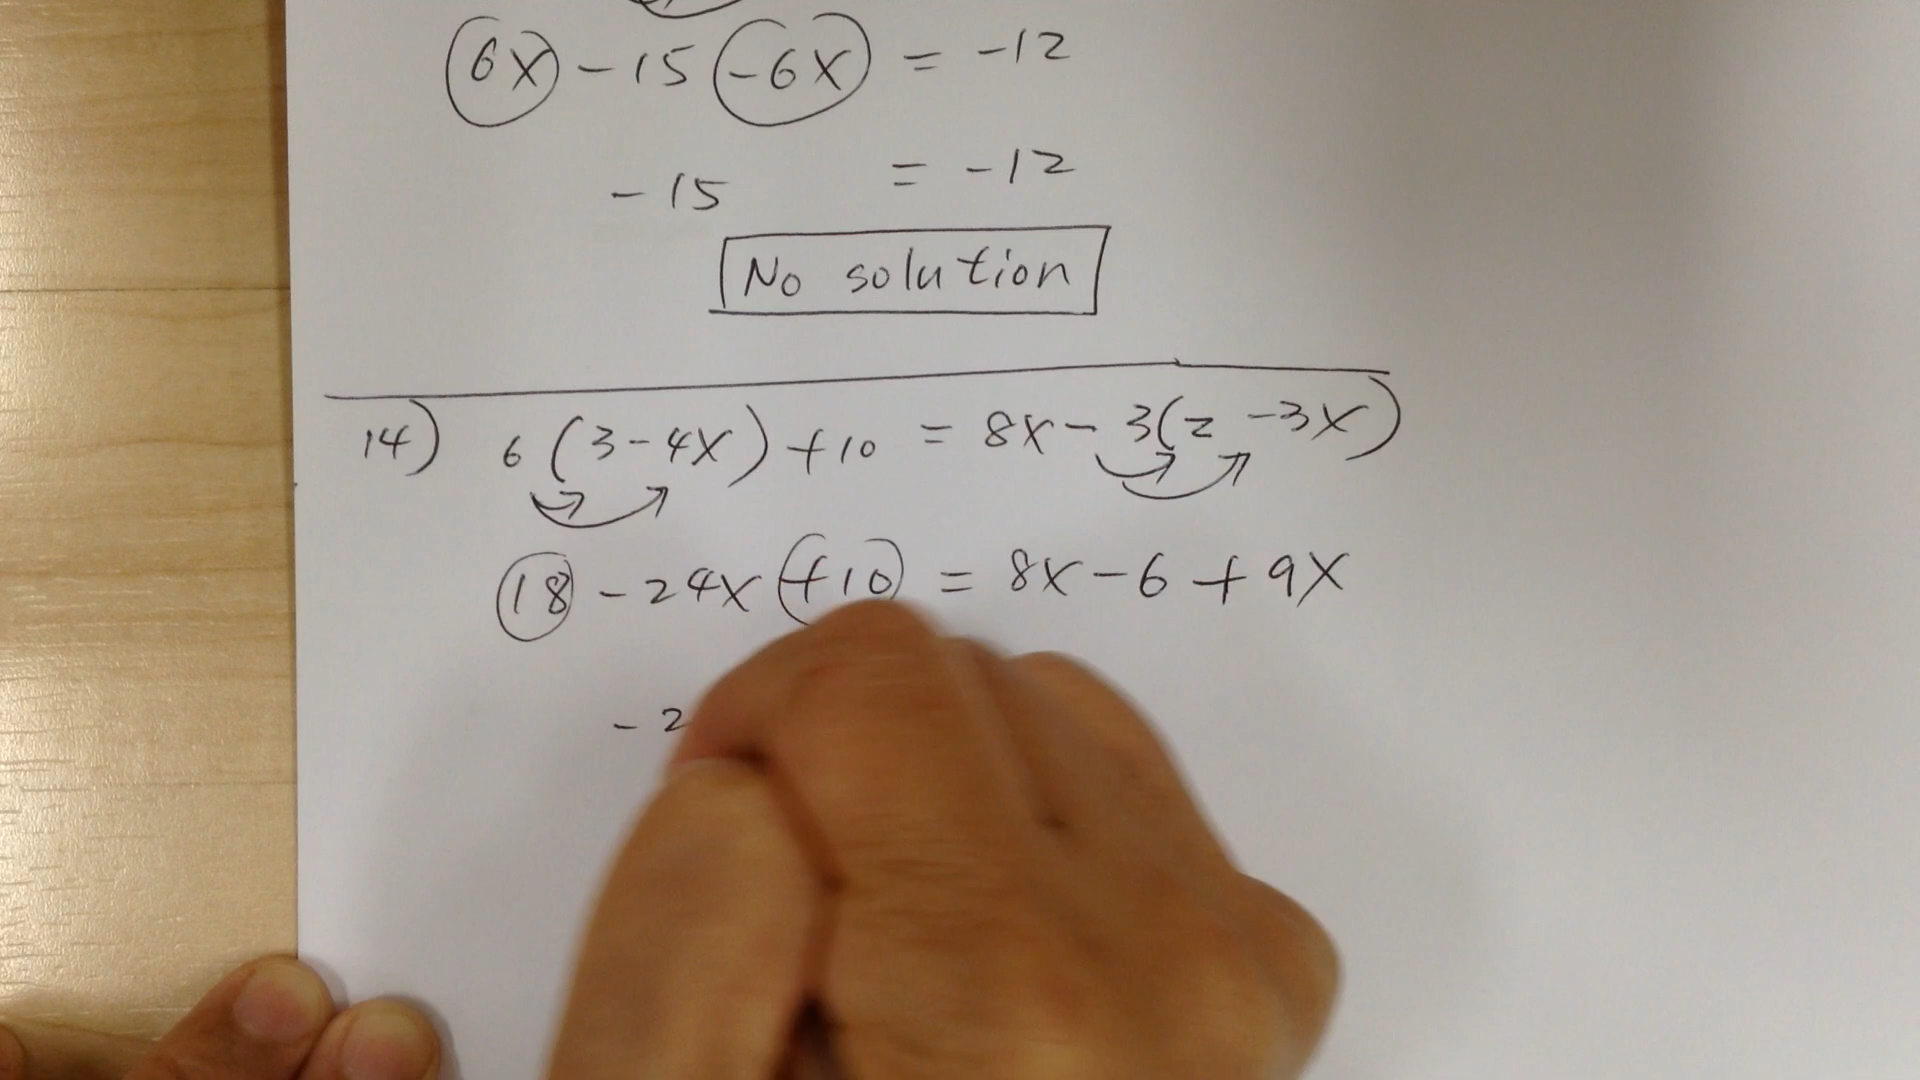 6x - 15 - 6x = -12
-15 = -12
No solution
14) 6(3-4x)+10 = 8x - 3(2-3x)
18 - 24x + 10 = 8x - 6 + 9x
-2